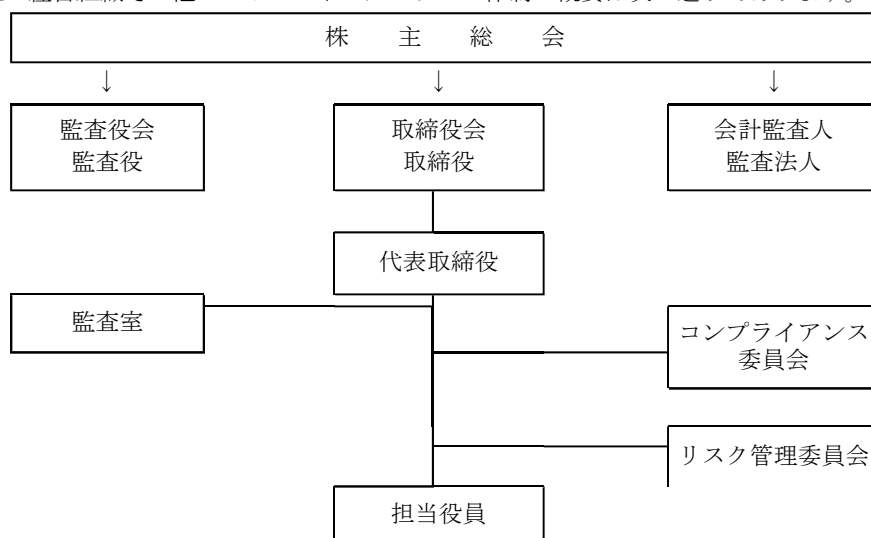 株 主 総 会
↓ ↓ ↓
監査役会
監査役
取締役会
取締役
会計監査人
監査法人
代表取締役
監査室
コンプライアンス
委員会
リスク管理委員会
担当役員